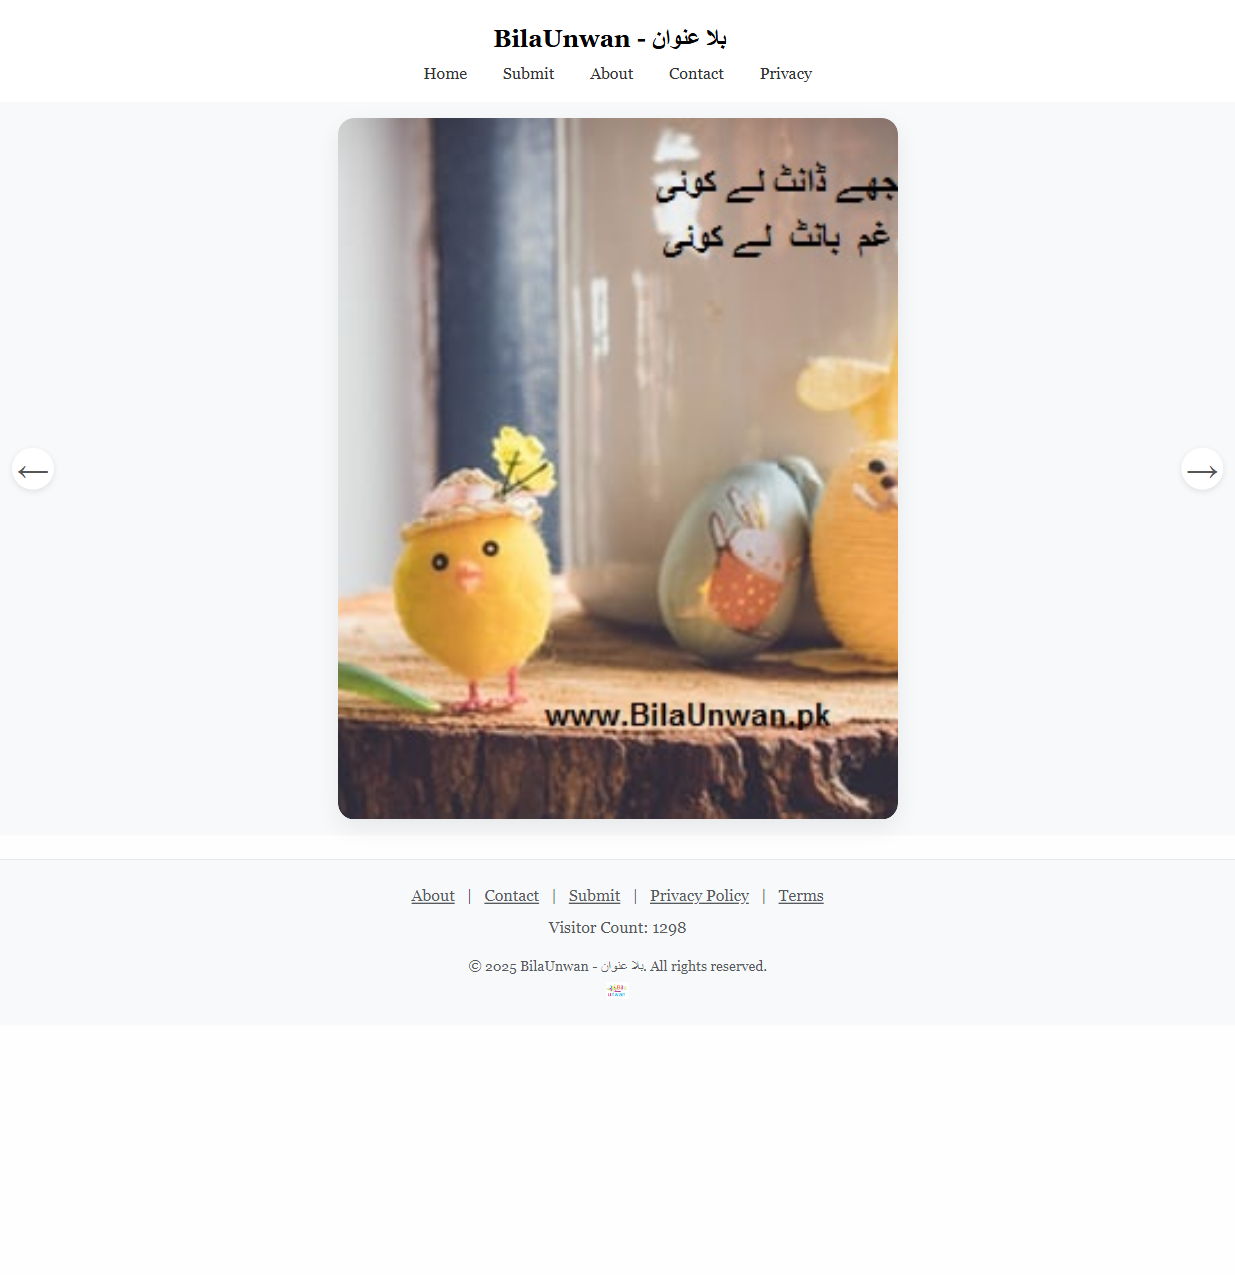 BilaUnwan - بلا عنوان
Home Submit About Contact Privacy
ڈانٹ لے کوئی
غم بانٹ لے کوئی
www.BilaUnwan.pk
← →
About | Contact | Submit | Privacy Policy | Terms
Visitor Count: 1298
© 2025 BilaUnwan - بلا عنوان. All rights reserved.